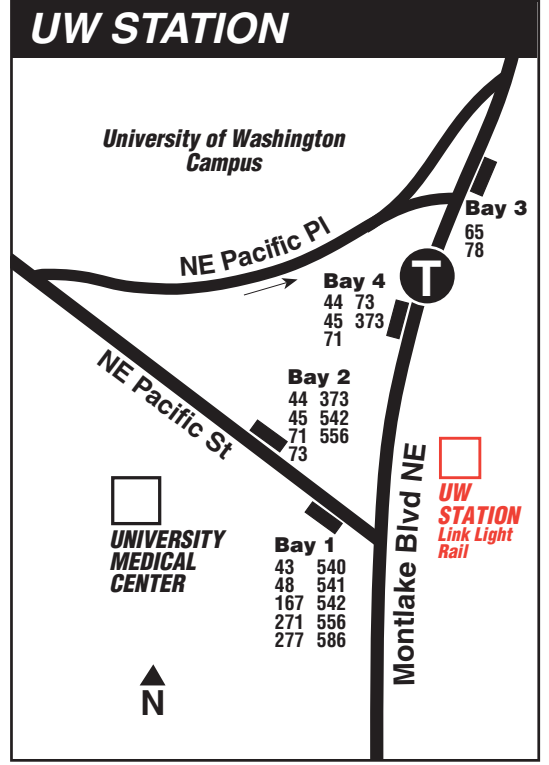 UW STATION
University of Washington
Campus
Bay 3
65
78
NE Pacific Pl
T
Bay 4
44 73
45 373
71
NE Pacific St
Bay 2
44 373
45 542
71 556
73
Montlake Blvd NE
UW
STATION
Link Light
Rail
UNIVERSITY
MEDICAL
CENTER
Bay 1
43 540
48 541
167 542
271 556
277 586
N